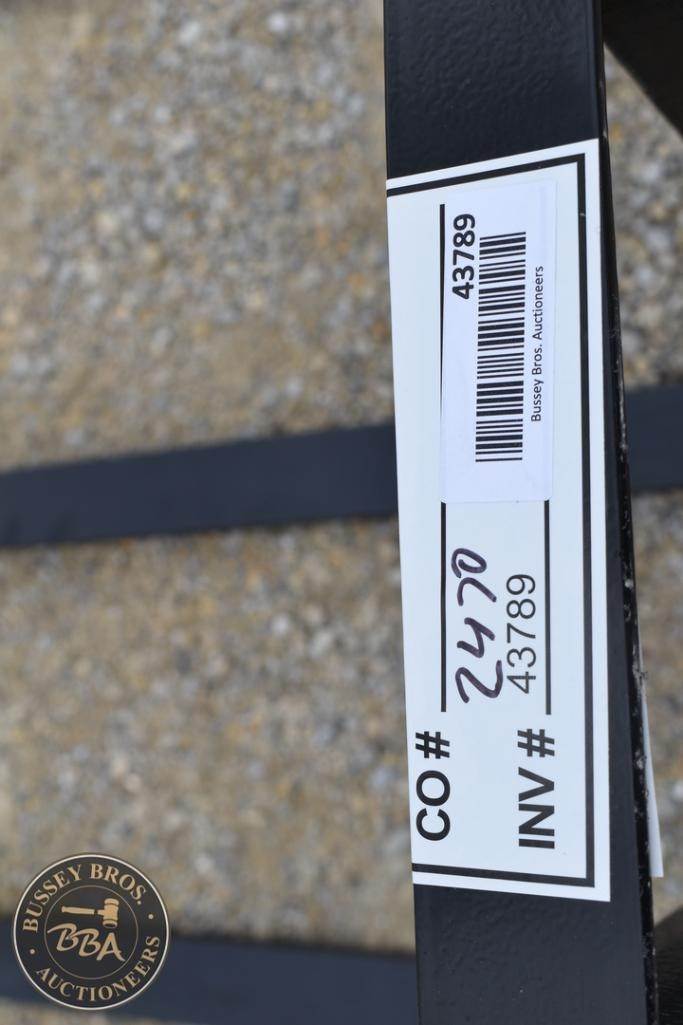 CO #
43789
Bussey Bros. Auctioneers
2470
INV # 43789
BUSSEY BROS.
BBA
AUCTIONEERS